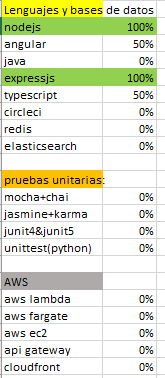 Lenguajes y bases de datos
nodejs 100%
angular 50%
java 0%
expressjs 100%
typescript 50%
circleci 0%
redis 0%
elasticsearch 0%
pruebas unitarias:
mocha+chai 0%
jasmine+karma 0%
junit4&junit5 0%
unittest(python) 0%
AWS
aws lambda 0%
aws fargate 0%
aws ec2 0%
api gateway 0%
cloudfront 0%